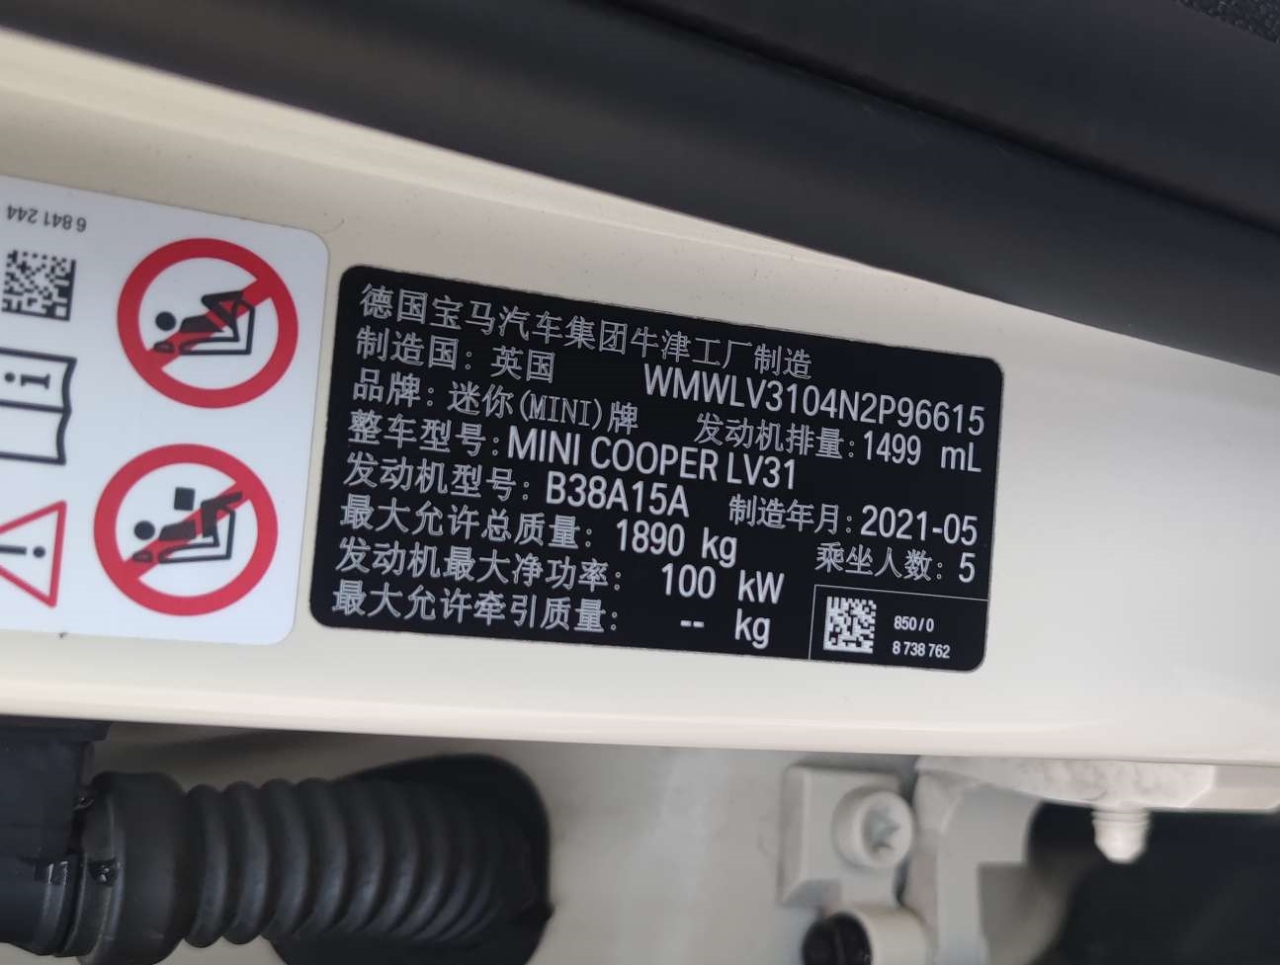 6 841 244
德国宝马汽车集团牛津工厂制造
制造国：英国 WMWLV3104N2P96615
品牌：迷你(MINI)牌 发动机排量：1499 mL
整车型号：MINI COOPER LV31
发动机型号：B38A15A 制造年月：2021-05
最大允许总质量：1890 kg 乘坐人数：5
发动机最大净功率：100 kW
最大允许牵引质量：-- kg
850/0
8 738 762